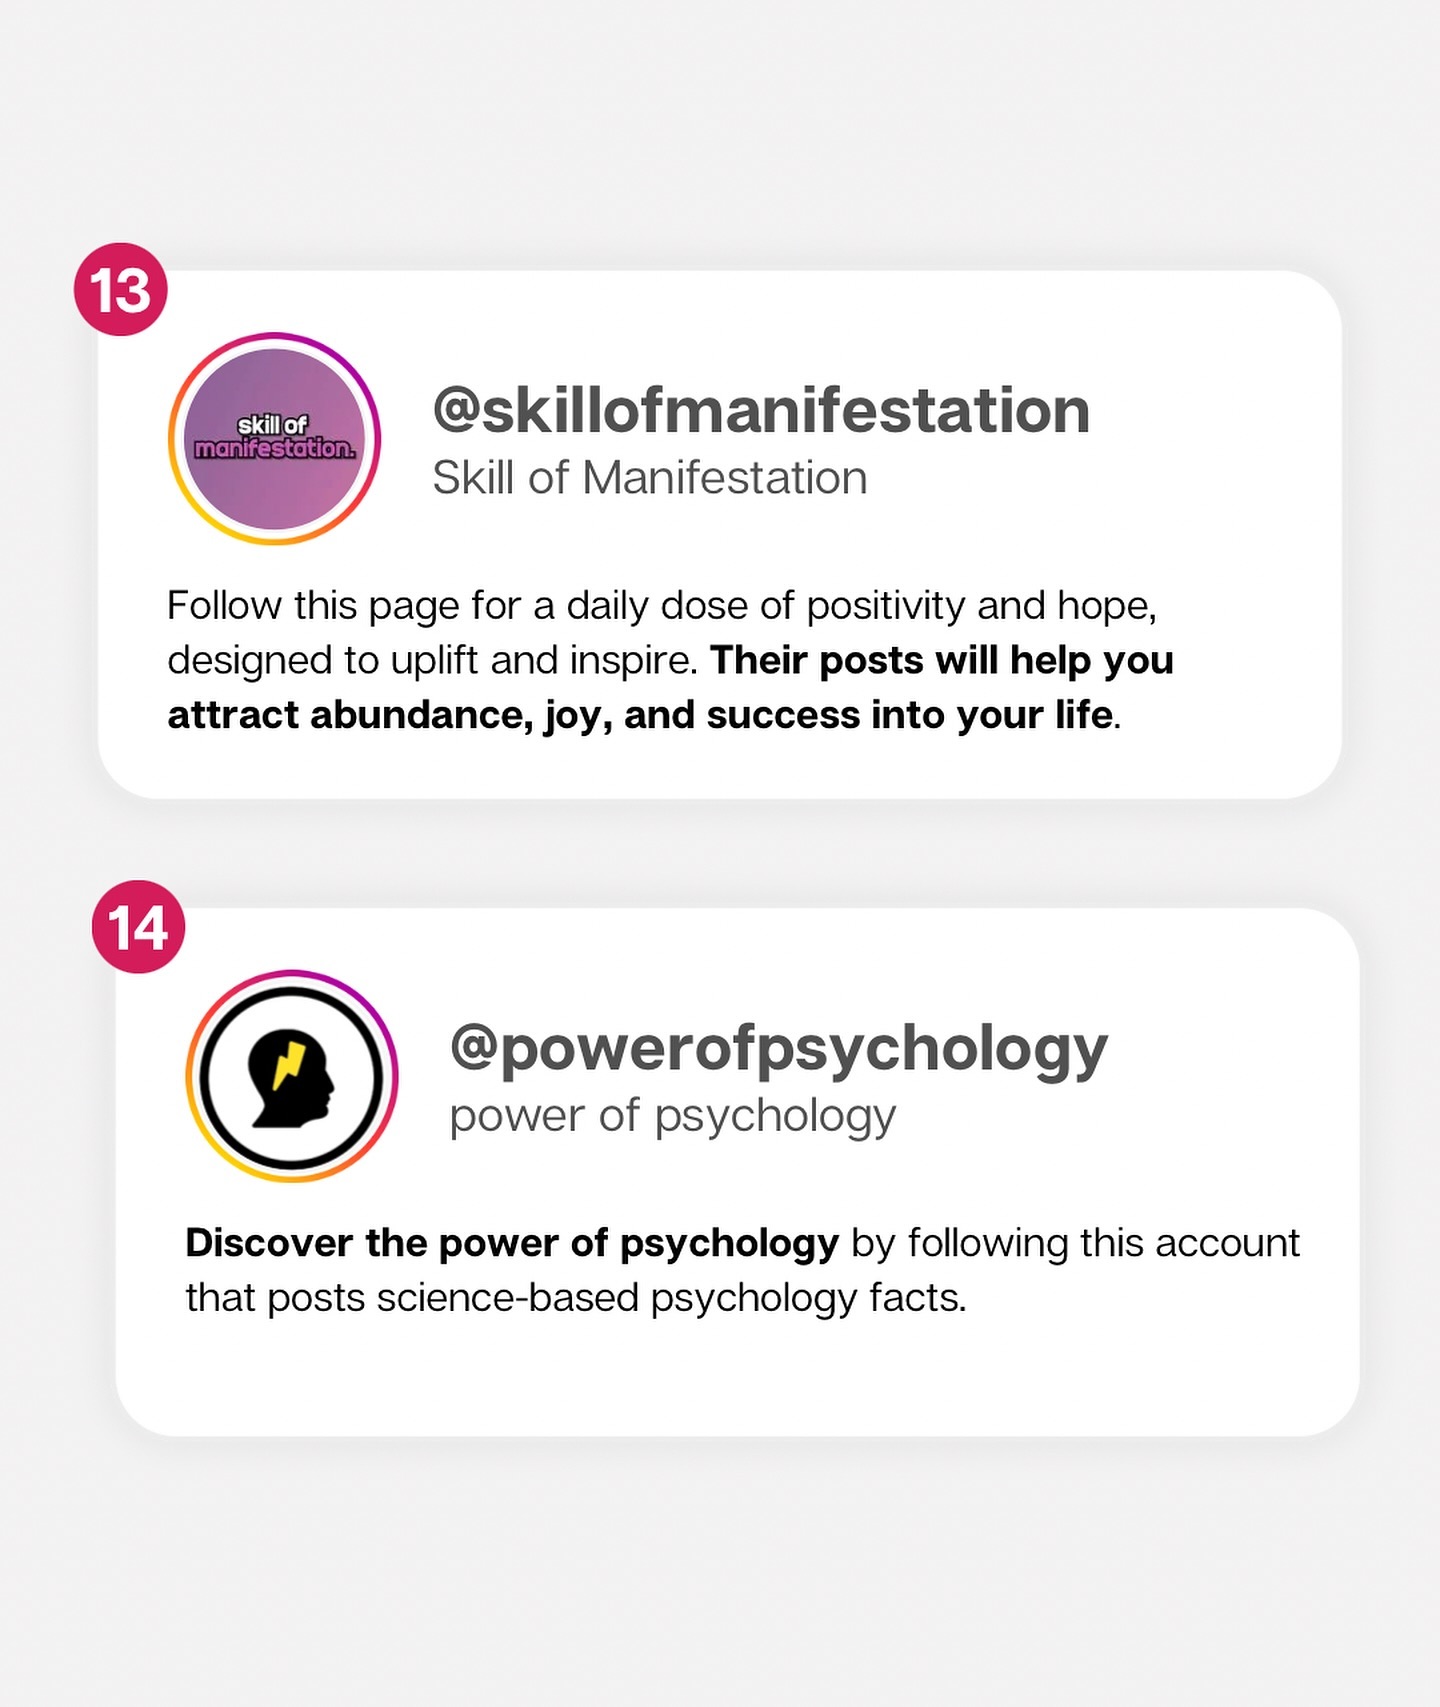 13
skill of
manifestation.
@skillofmanifestation
Skill of Manifestation
Follow this page for a daily dose of positivity and hope,
designed to uplift and inspire. Their posts will help you
attract abundance, joy, and success into your life.
14
@powerofpsychology
power of psychology
Discover the power of psychology by following this account
that posts science-based psychology facts.